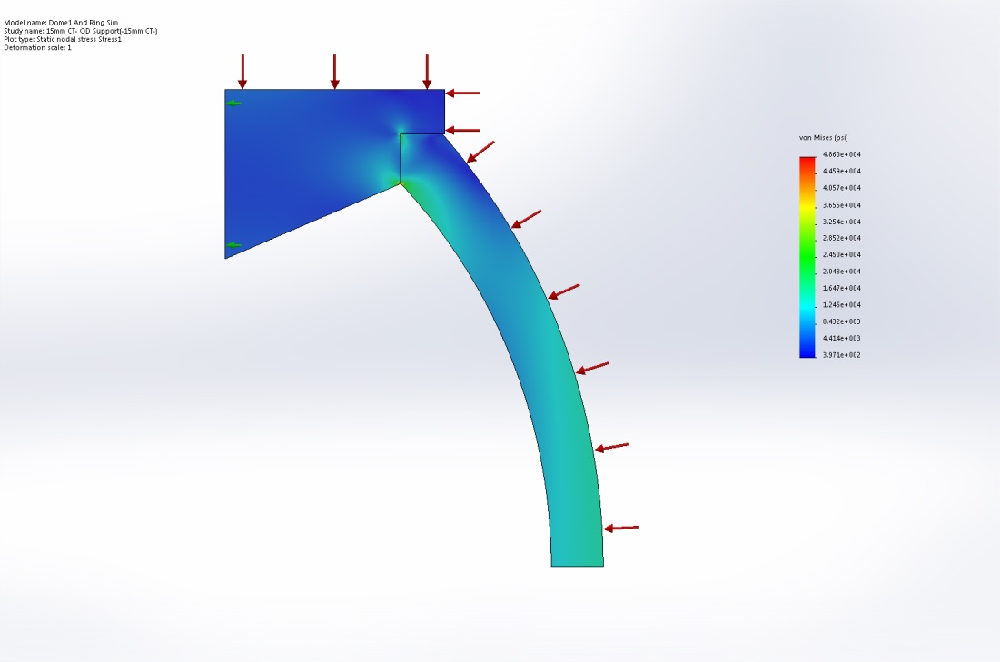 Model name: Dome1 And Ring Sim
Study name: 15mm CT- OD Support(-15mm CT-)
Plot type: Static nodal stress Stress1
Deformation scale: 1
von Mises (psi)
4.860e+004
4.459e+004
4.057e+004
3.655e+004
3.254e+004
2.852e+004
2.450e+004
2.048e+004
1.647e+004
1.245e+004
8.432e+003
4.414e+003
3.971e+002